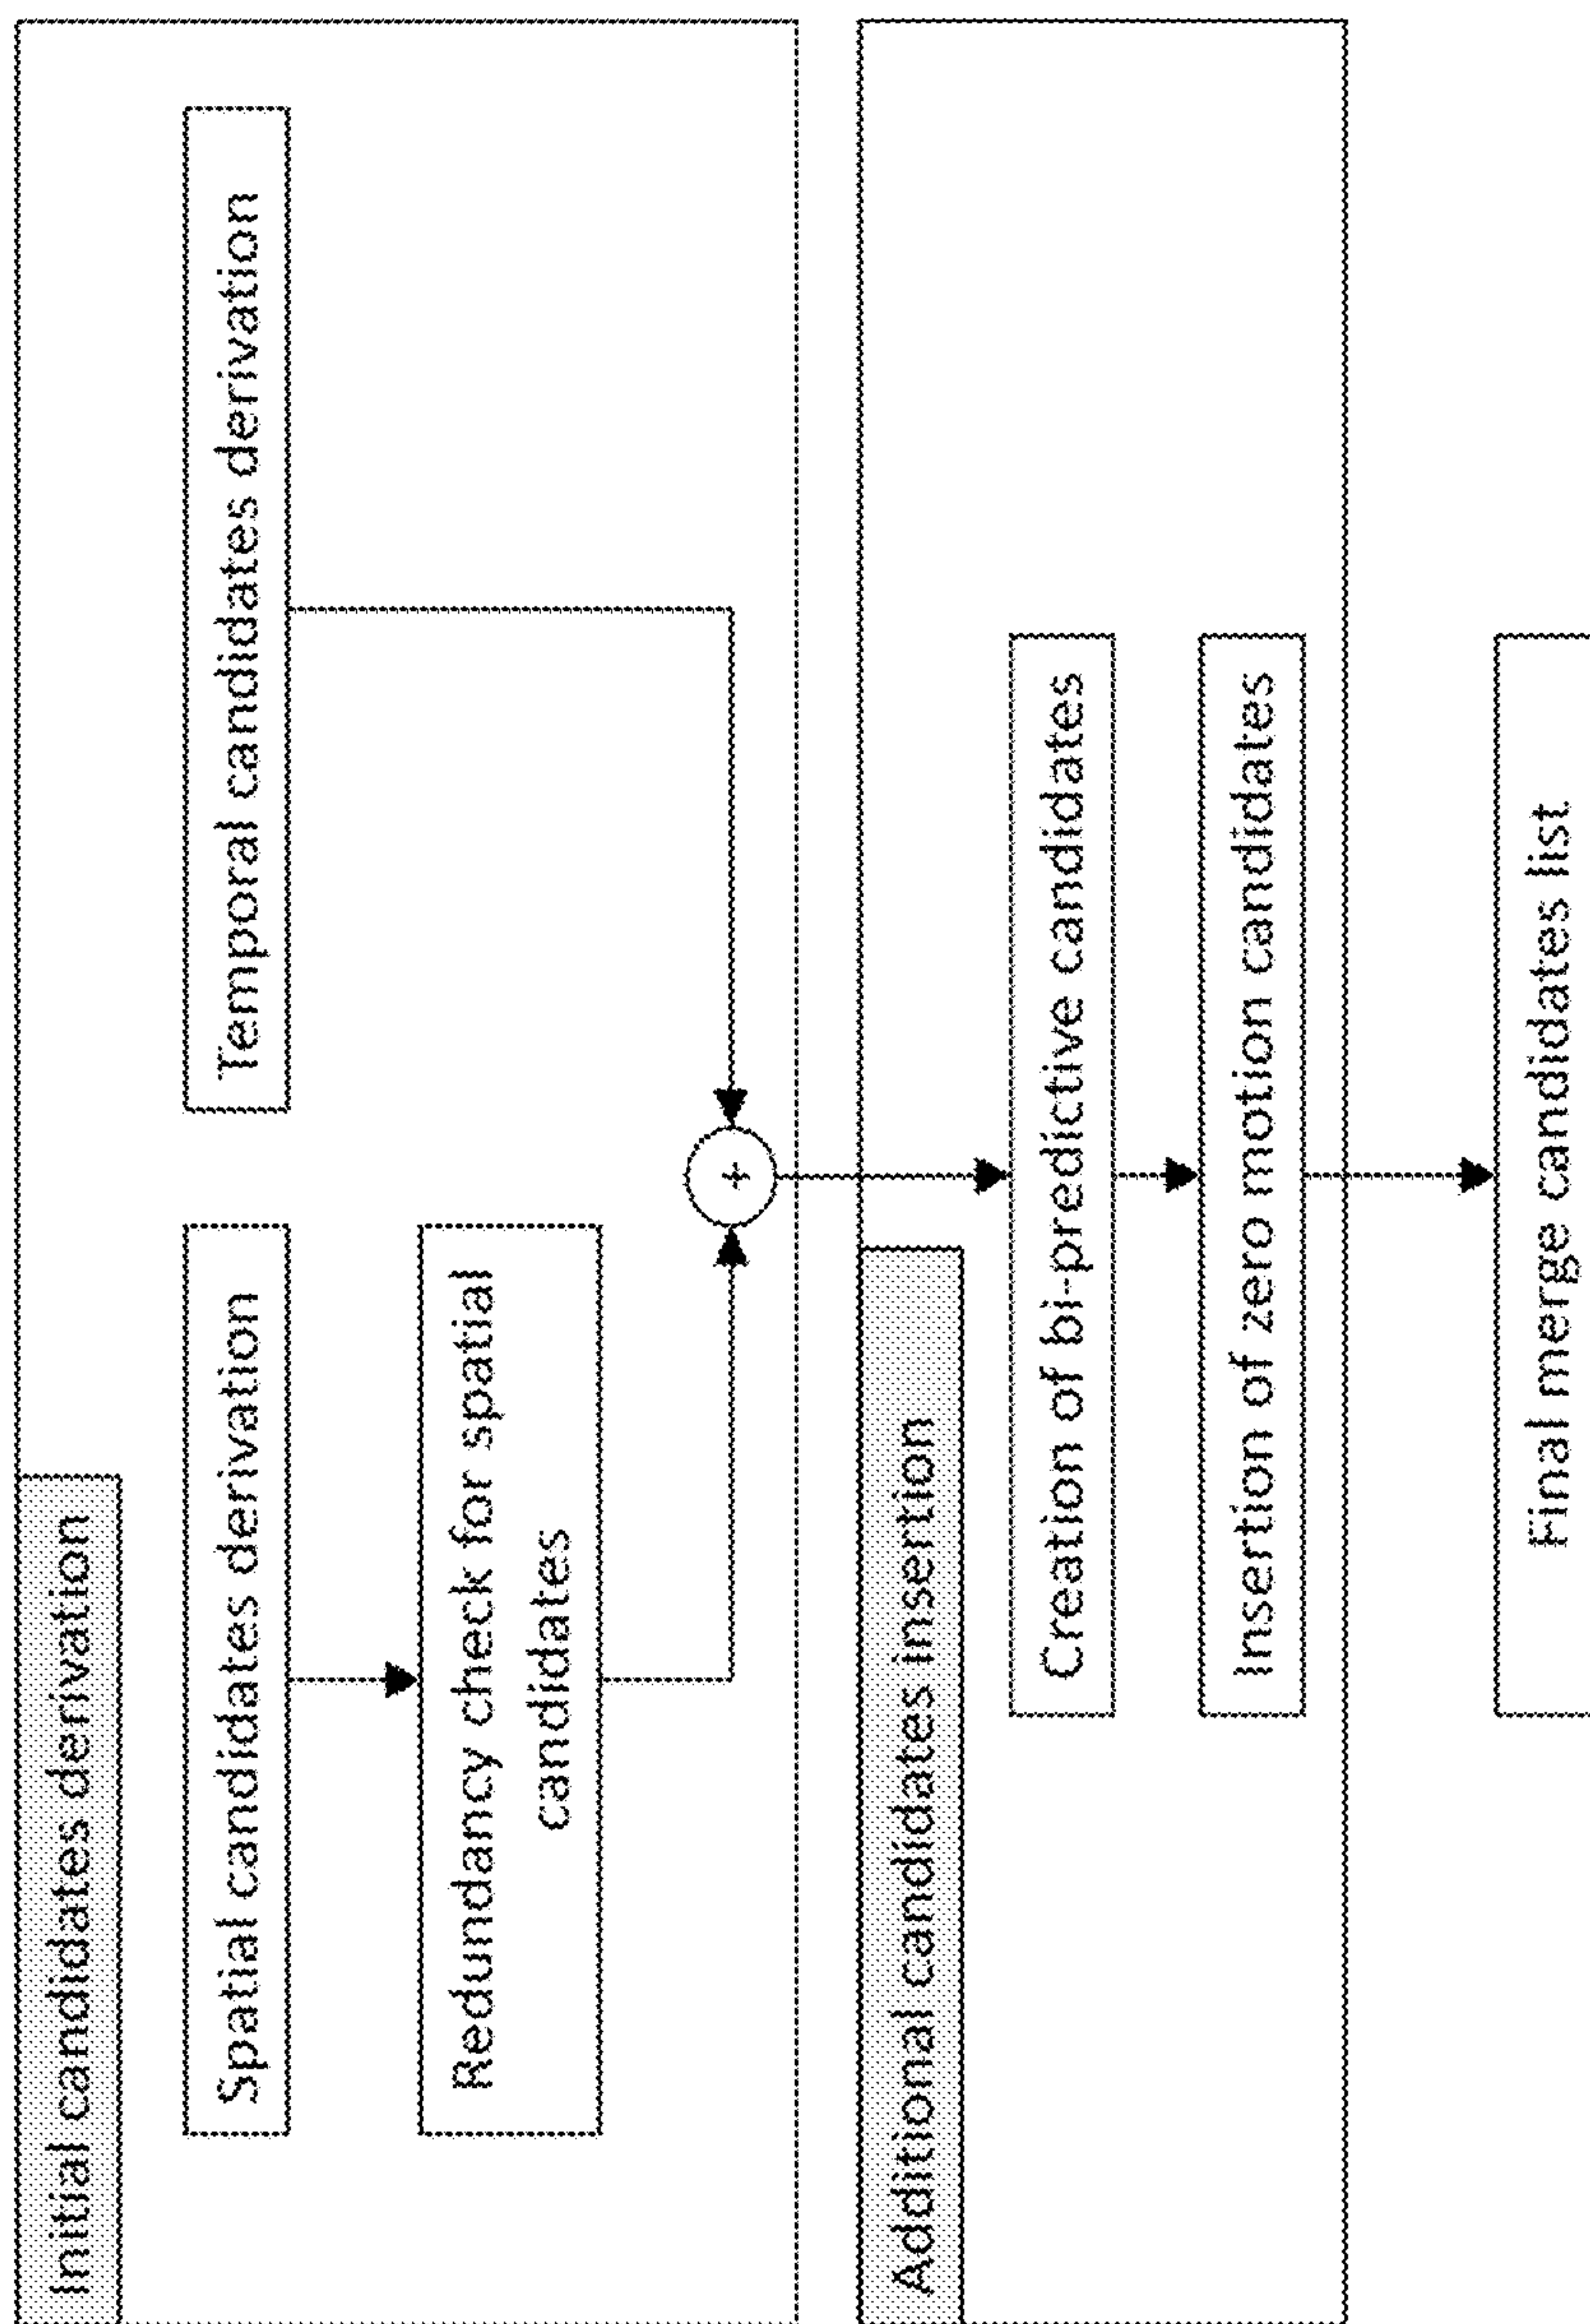 Initial candidates derivation
Spatial candidates derivation
Temporal candidates derivation
Redundancy check for spatial
candidates
+
Additional candidates insertion
Creation of bi-predictive candidates
Insertion of zero motion candidates
Final merge candidates list